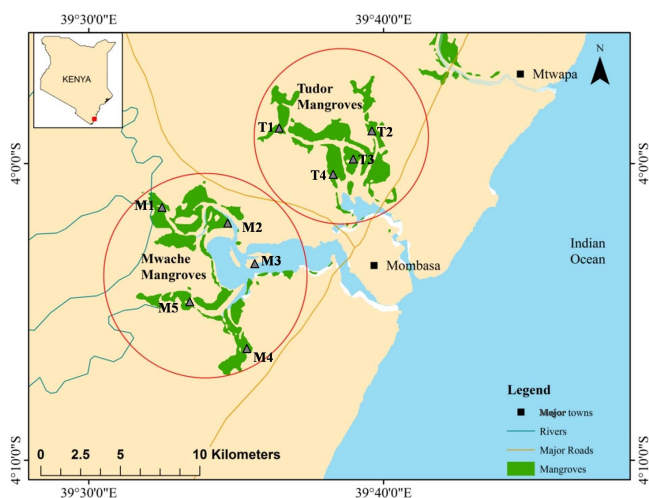 39°30'0"E
39°40'0"E
KENYA
N
Mtwapa
Tudor
Mangroves
T1
T2
T3
T4
4°0'0"S
4°0'0"S
M1
M2
Mwache
Mangroves
M3
Mombasa
Indian
Ocean
M5
M4
Legend
Major towns
Rivers
Major Roads
Mangroves
0 2.5 5 10 Kilometers
4°10'0"S
4°10'0"S
39°30'0"E
39°40'0"E